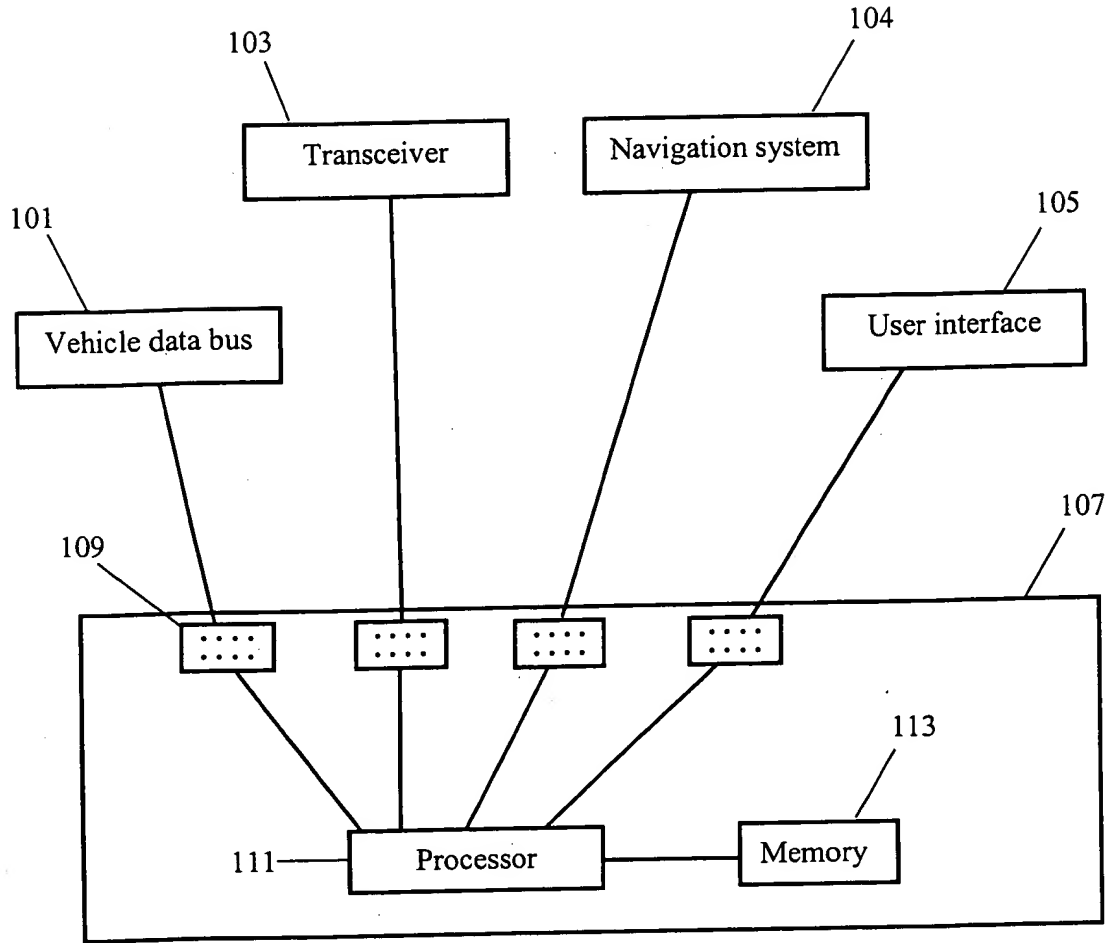 104
103
Navigation system
Transceiver
105
101
User interface
Vehicle data bus
107
109
113
111
Processor
Memory